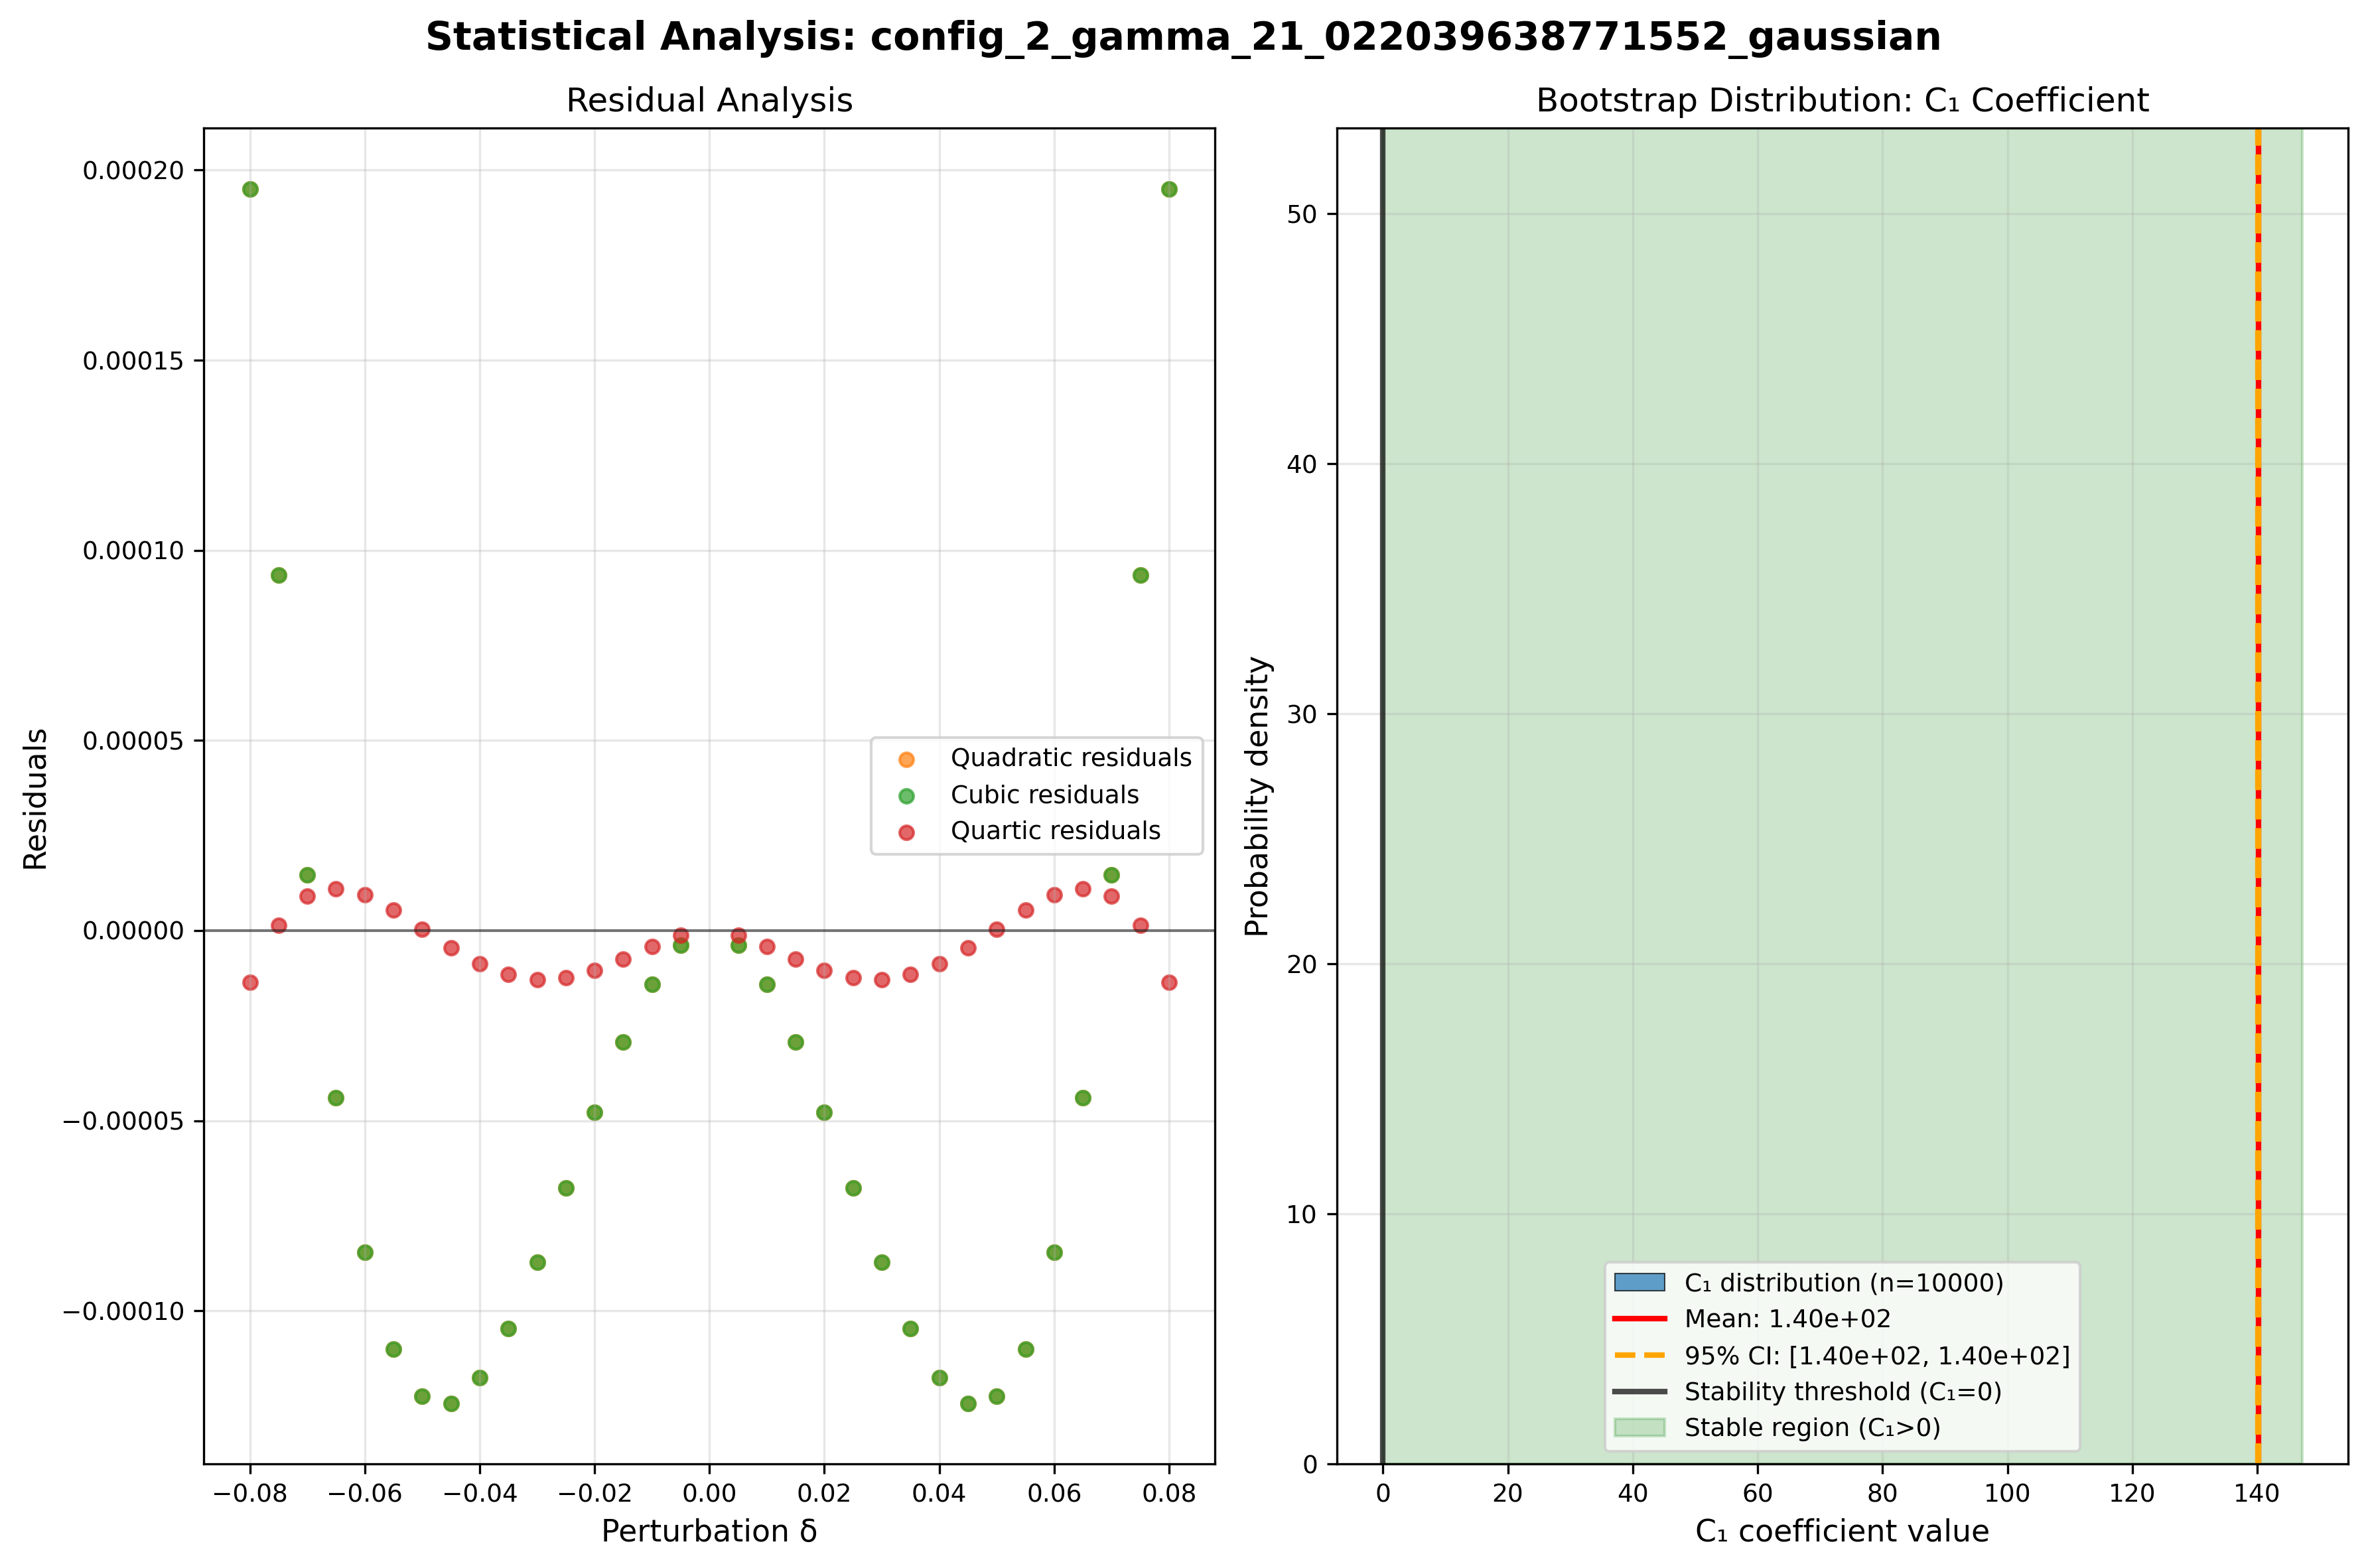 Statistical Analysis: config_2_gamma_21_022039638771552_gaussian
Residual Analysis
0.00020
0.00015
0.00010
0.00005
0.00000
−0.00005
−0.00010
Residuals
Quadratic residuals
Cubic residuals
Quartic residuals
−0.08 −0.06 −0.04 −0.02 0.00 0.02 0.04 0.06 0.08
Perturbation δ
Bootstrap Distribution: C₁ Coefficient
50
40
30
20
10
0
Probability density
C₁ distribution (n=10000)
Mean: 1.40e+02
95% CI: [1.40e+02, 1.40e+02]
Stability threshold (C₁=0)
Stable region (C₁>0)
0 20 40 60 80 100 120 140
C₁ coefficient value